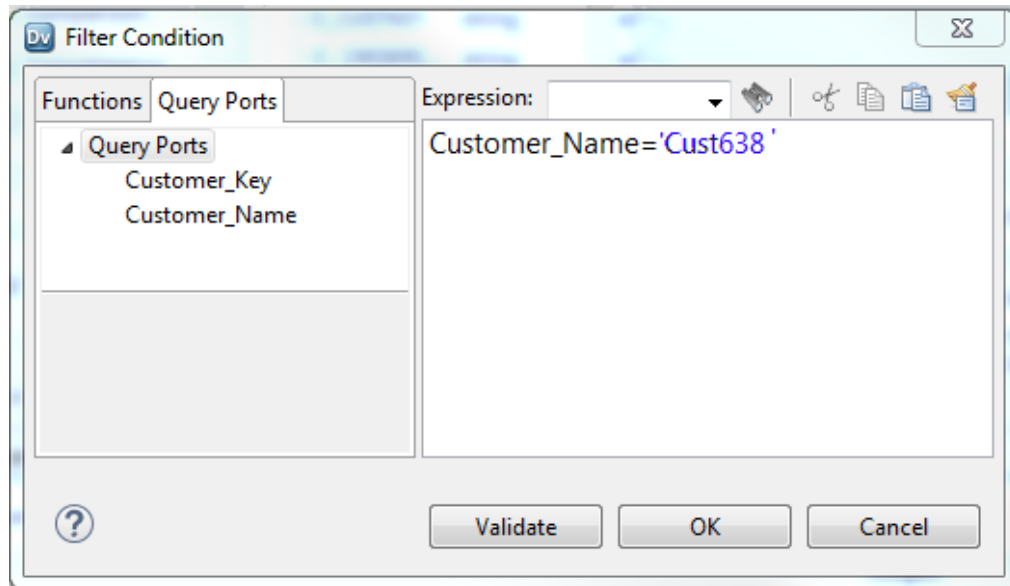 Dv Filter Condition
Functions Query Ports Expression:
Query Ports
Customer_Key
Customer_Name
Customer_Name='Cust638 '
? Validate OK Cancel